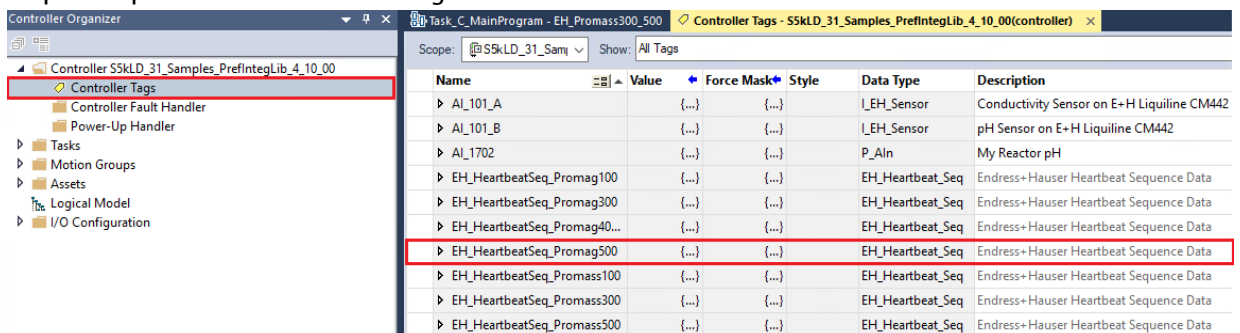 Controller Organizer
Task_C_MainProgram - EH_Promass300_500
Controller Tags - S5kLD_31_Samples_PrefIntegLib_4_10_00(controller)
Scope: S5kLD_31_Sam Show: All Tags
Controller S5kLD_31_Samples_PrefIntegLib_4_10_00
Controller Tags
Controller Fault Handler
Power-Up Handler
Tasks
Motion Groups
Assets
Logical Model
I/O Configuration
Name Value Force Mask Style Data Type Description
AI_101_A {...} {...} I_EH_Sensor Conductivity Sensor on E+H Liquiline CM442
AI_101_B {...} {...} I_EH_Sensor pH Sensor on E+H Liquiline CM442
AI_1702 {...} {...} P_AIn My Reactor pH
EH_HeartbeatSeq_Promag100 {...} {...} EH_Heartbeat_Seq Endress+Hauser Heartbeat Sequence Data
EH_HeartbeatSeq_Promag300 {...} {...} EH_Heartbeat_Seq Endress+Hauser Heartbeat Sequence Data
EH_HeartbeatSeq_Promag40... {...} {...} EH_Heartbeat_Seq Endress+Hauser Heartbeat Sequence Data
EH_HeartbeatSeq_Promag500 {...} {...} EH_Heartbeat_Seq Endress+Hauser Heartbeat Sequence Data
EH_HeartbeatSeq_Promass100 {...} {...} EH_Heartbeat_Seq Endress+Hauser Heartbeat Sequence Data
EH_HeartbeatSeq_Promass300 {...} {...} EH_Heartbeat_Seq Endress+Hauser Heartbeat Sequence Data
EH_HeartbeatSeq_Promass500 {...} {...} EH_Heartbeat_Seq Endress+Hauser Heartbeat Sequence Data